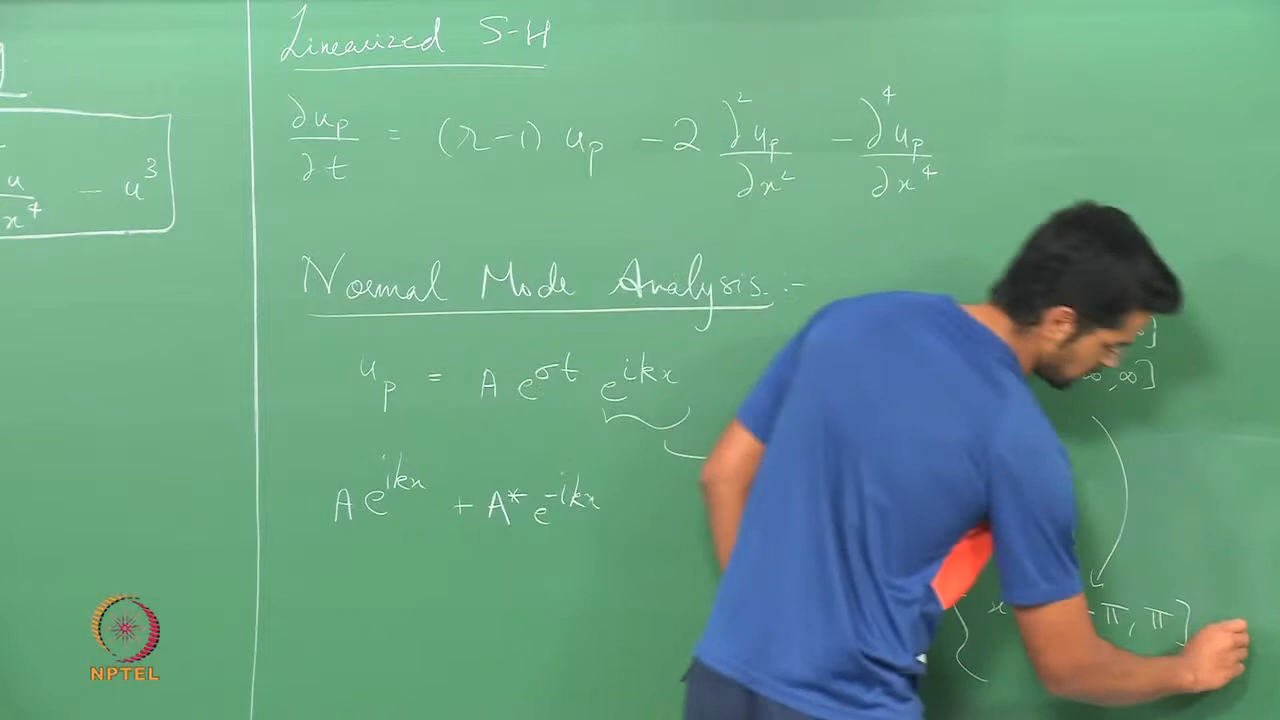 Linearized S-H
∂u_p/∂t = (r-1) u_p - 2 ∂²u_p/∂x² - ∂⁴u_p/∂x⁴
u/x⁴ - u³
Normal Mode Analysis :-
u_p = A e^{σt} e^{ikx}
∞, ∞]
A e^{ikx} + A* e^{-ikx}
x -π, π]
NPTEL